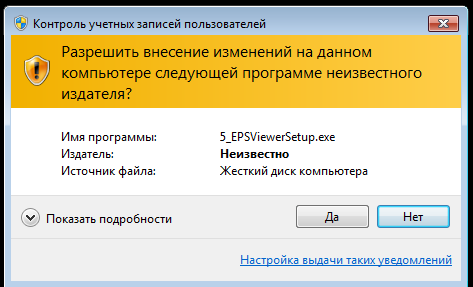 Контроль учетных записей пользователей
Разрешить внесение изменений на данном
компьютере следующей программе неизвестного
издателя?
Имя программы: 5_EPSViewerSetup.exe
Издатель: Неизвестно
Источник файла: Жесткий диск компьютера
Показать подробности Да Нет
Настройка выдачи таких уведомлений